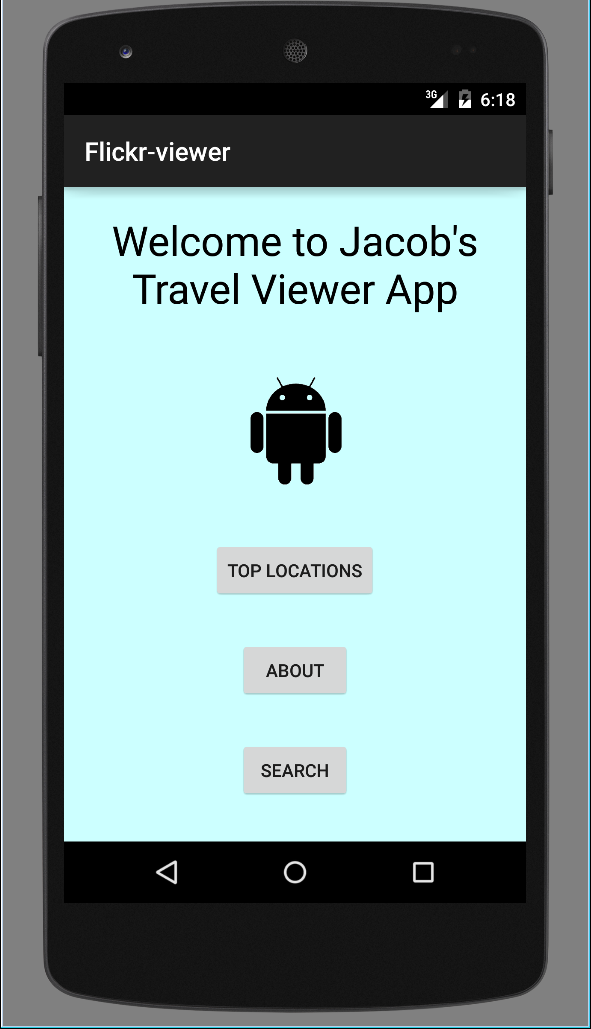 3G 6:18
Flickr-viewer
Welcome to Jacob's
Travel Viewer App
TOP LOCATIONS
ABOUT
SEARCH